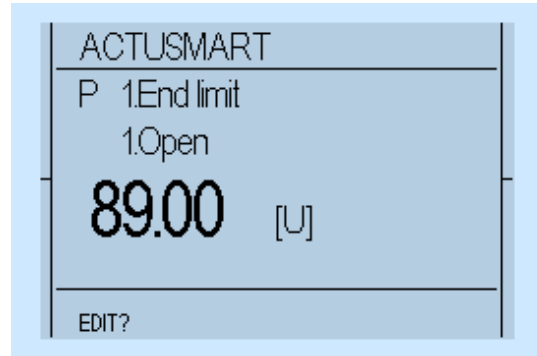 ACTUSMART
P 1.End limit
1.Open
89.00 [U]
EDIT?